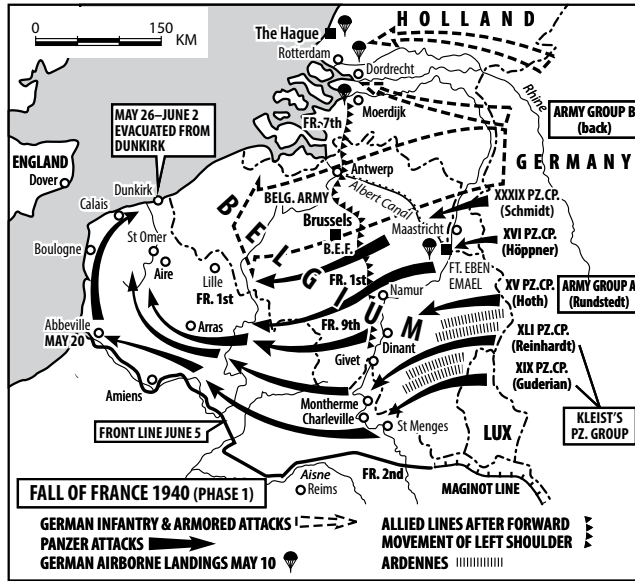 0 150
KM
HOLLAND
The Hague
Rotterdam
Dordrecht
Rhine
MAY 26–JUNE 2
EVACUATED FROM
DUNKIRK
FR. 7th
Moerdijk
ARMY GROUP B
(back)
ENGLAND
Dover
GERMANY
Antwerp
Albert Canal
Dunkirk
BELG. ARMY
XXXIX PZ.CP.
(Schmidt)
Calais
Brussels
Maastricht
XVI PZ.CP.
(Höppner)
St Omer
B.E.F.
Boulogne
Aire
BELGIUM
FT. EBEN-
EMAEL
Lille
FR. 1st
FR. 1st
Namur
XV PZ.CP.
(Hoth)
ARMY GROUP A
(Rundstedt)
Abbeville
MAY 20
Arras
FR. 9th
Dinant
XLI PZ.CP.
(Reinhardt)
Givet
XIX PZ.CP.
(Guderian)
Amiens
Montherme
Charleville
KLEIST'S
PZ. GROUP
FRONT LINE JUNE 5
St Menges
LUX
Aisne
Reims
FR. 2nd
MAGINOT LINE
FALL OF FRANCE 1940 (PHASE 1)
GERMAN INFANTRY & ARMORED ATTACKS
PANZER ATTACKS
GERMAN AIRBORNE LANDINGS MAY 10
ALLIED LINES AFTER FORWARD
MOVEMENT OF LEFT SHOULDER
ARDENNES